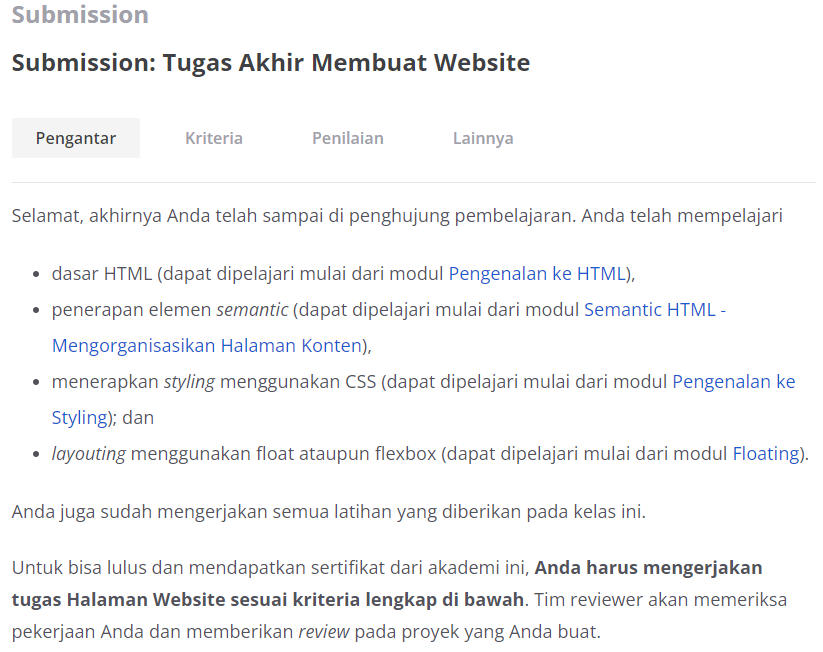 Submission
Submission: Tugas Akhir Membuat Website
Pengantar
Kriteria
Penilaian
Lainnya
Selamat, akhirnya Anda telah sampai di penghujung pembelajaran. Anda telah mempelajari
• dasar HTML (dapat dipelajari mulai dari modul Pengenalan ke HTML),
• penerapan elemen semantic (dapat dipelajari mulai dari modul Semantic HTML -
Mengorganisasikan Halaman Konten),
• menerapkan styling menggunakan CSS (dapat dipelajari mulai dari modul Pengenalan ke
Styling); dan
• layouting menggunakan float ataupun flexbox (dapat dipelajari mulai dari modul Floating).
Anda juga sudah mengerjakan semua latihan yang diberikan pada kelas ini.
Untuk bisa lulus dan mendapatkan sertifikat dari akademi ini, Anda harus mengerjakan
tugas Halaman Website sesuai kriteria lengkap di bawah. Tim reviewer akan memeriksa
pekerjaan Anda dan memberikan review pada proyek yang Anda buat.